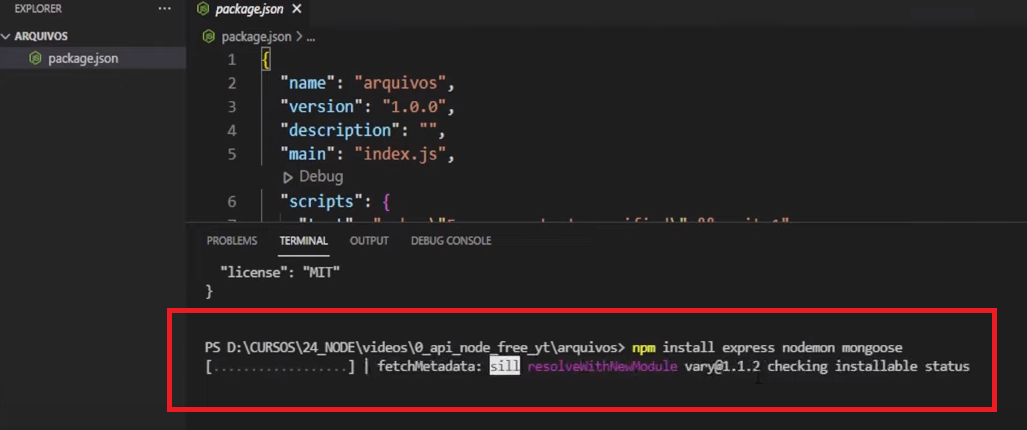 EXPLORER
...
package.json
ARQUIVOS
package.json > ...
package.json
1 {
2 "name": "arquivos",
3 "version": "1.0.0",
4 "description": "",
5 "main": "index.js",
Debug
6 "scripts": {
PROBLEMS TERMINAL OUTPUT DEBUG CONSOLE
"license": "MIT"
}
PS D:\CURSOS\24_NODE\videos\0_api_node_free_yt\arquivos> npm install express nodemon mongoose
[..................] | fetchMetadata: sill resolveWithNewModule vary@1.1.2 checking installable status